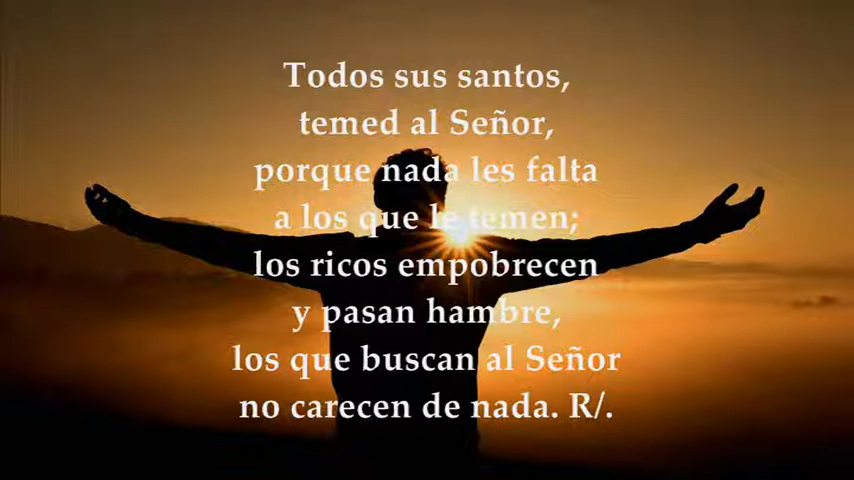 Todos sus santos,
temed al Señor,
porque nada les falta
a los que le temen;
los ricos empobrecen
y pasan hambre,
los que buscan al Señor
no carecen de nada. R/.